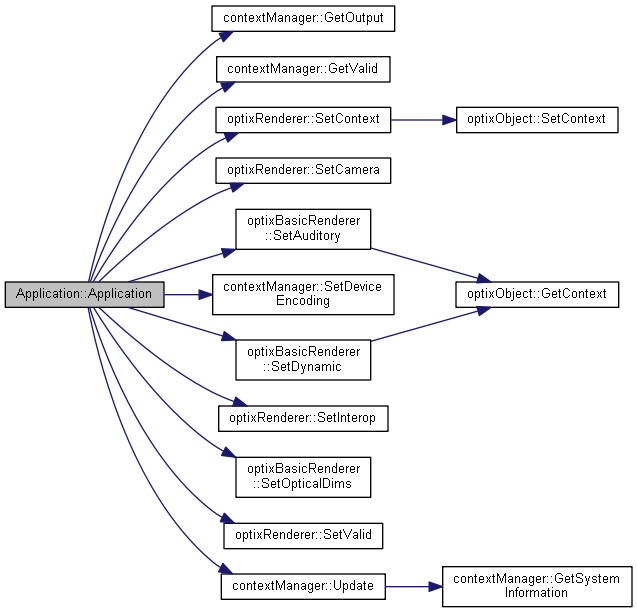 contextManager::GetOutput
contextManager::GetValid
optixRenderer::SetContext
optixObject::SetContext
optixRenderer::SetCamera
optixBasicRenderer
::SetAuditory
Application::Application
contextManager::SetDevice
Encoding
optixObject::GetContext
optixBasicRenderer
::SetDynamic
optixRenderer::SetInterop
optixBasicRenderer
::SetOpticalDims
optixRenderer::SetValid
contextManager::Update
contextManager::GetSystem
Information